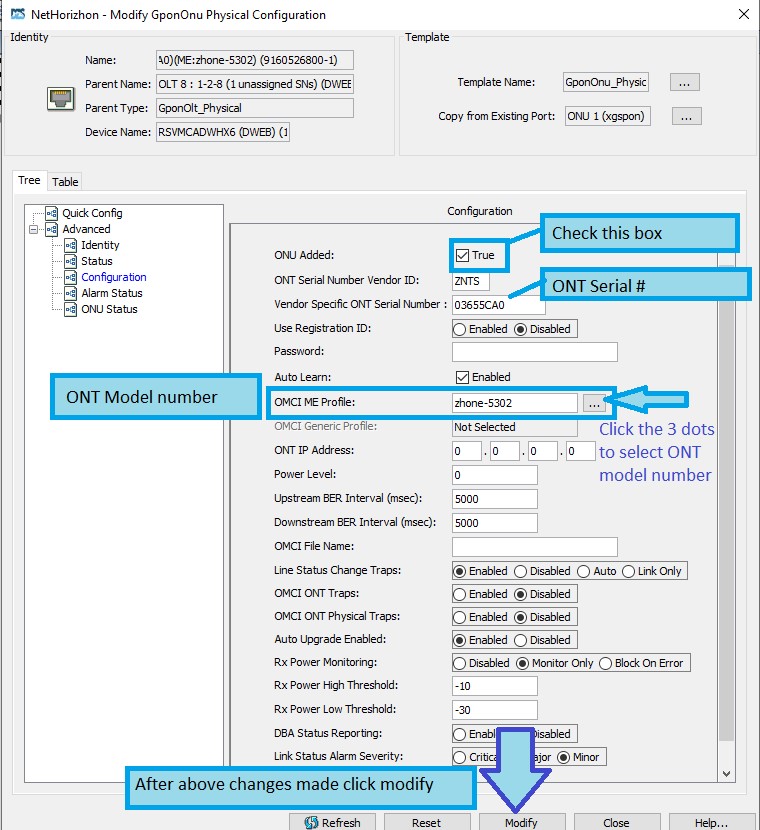 NetHorizhon - Modify GponOnu Physical Configuration
Identity
Name: A0)(ME:zhone-5302) (9160526800-1)
Parent Name: OLT 8 : 1-2-8 (1 unassigned SNs) (DWEB
Parent Type: GponOlt_Physical
Device Name: RSVMCADWHX6 (DWEB) (1
Template
Template Name: GponOnu_Physic ...
Copy from Existing Port: ONU 1 (xgspon) ...
Tree Table
Quick Config
Advanced
Identity
Status
Configuration
Alarm Status
ONU Status
Configuration
ONU Added: True
Check this box
ONT Serial Number Vendor ID: ZNTS
ONT Serial #
Vendor Specific ONT Serial Number : 03655CA0
Use Registration ID: Enabled Disabled
Password:
Auto Learn: Enabled
ONT Model number
OMCI ME Profile: zhone-5302 ...
Click the 3 dots
to select ONT
model number
OMCI Generic Profile: Not Selected
ONT IP Address: 0 . 0 . 0 . 0
Power Level: 0
Upstream BER Interval (msec): 5000
Downstream BER Interval (msec): 5000
OMCI File Name:
Line Status Change Traps: Enabled Disabled Auto Link Only
OMCI ONT Traps: Enabled Disabled
OMCI ONT Physical Traps: Enabled Disabled
Auto Upgrade Enabled: Enabled Disabled
Rx Power Monitoring: Disabled Monitor Only Block On Error
Rx Power High Threshold: -10
Rx Power Low Threshold: -30
DBA Status Reporting:
Link Status Alarm Severity: Minor
After above changes made click modify
Refresh Reset Modify Close Help...